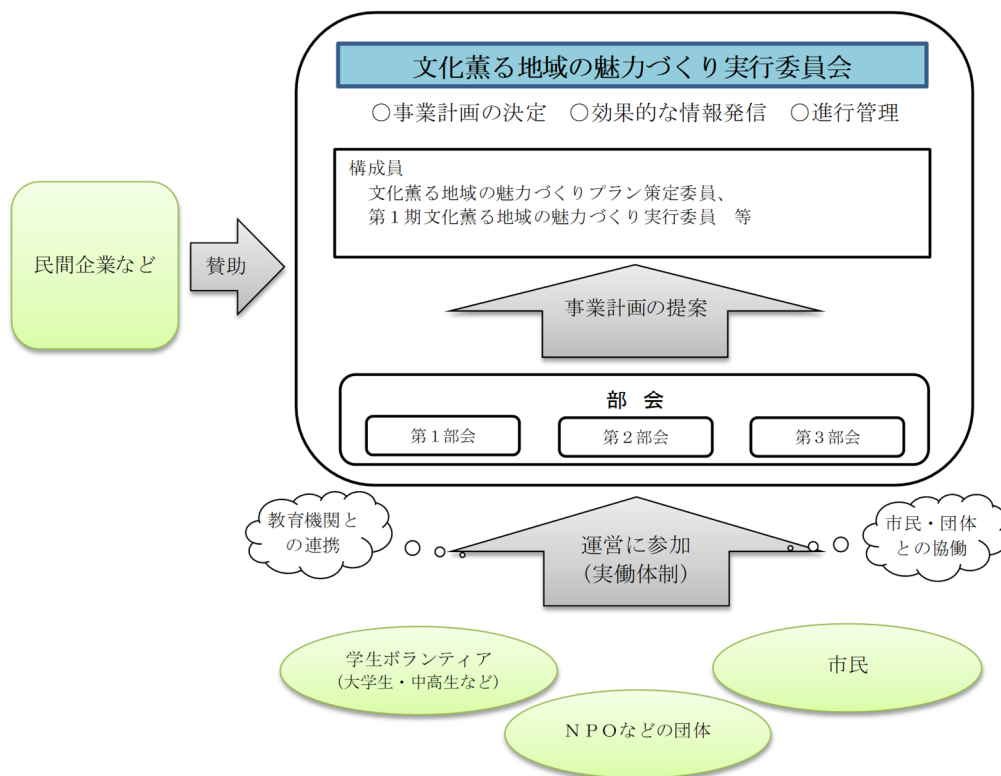 文化薫る地域の魅力づくり実行委員会
○事業計画の決定　○効果的な情報発信　○進行管理
構成員
文化薫る地域の魅力づくりプラン策定委員、
第１期文化薫る地域の魅力づくり実行委員　等
民間企業など
賛助
事業計画の提案
部　会
第１部会
第２部会
第３部会
教育機関と
の連携
運営に参加
（実働体制）
市民・団体
との協働
学生ボランティア
（大学生・中高生など）
市民
ＮＰＯなどの団体